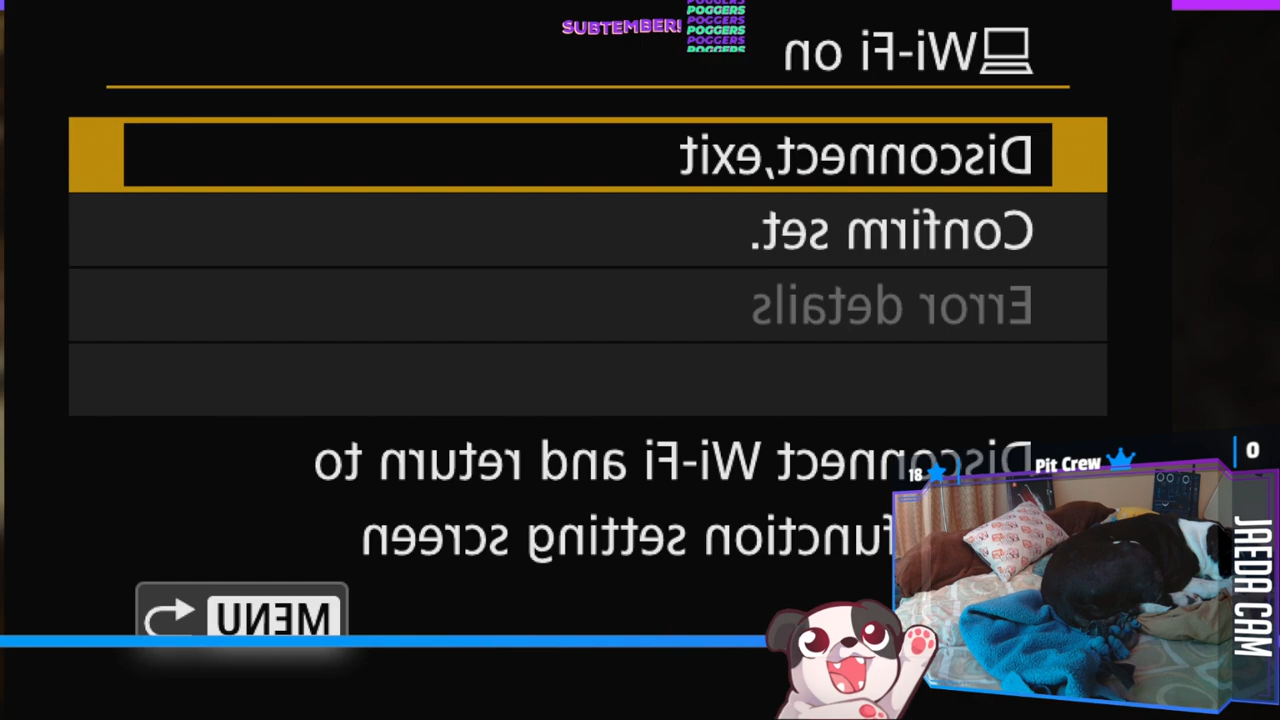 SUBTEMBER!
POGGERS
POGGERS
POGGERS
POGGERS
POGGERS
Wi-Fi on
Disconnect,exit
Confirm set.
Error details
Disconnect Wi-Fi and return to
function setting screen
MENU
18
Pit Crew
0
JAEDA CAM